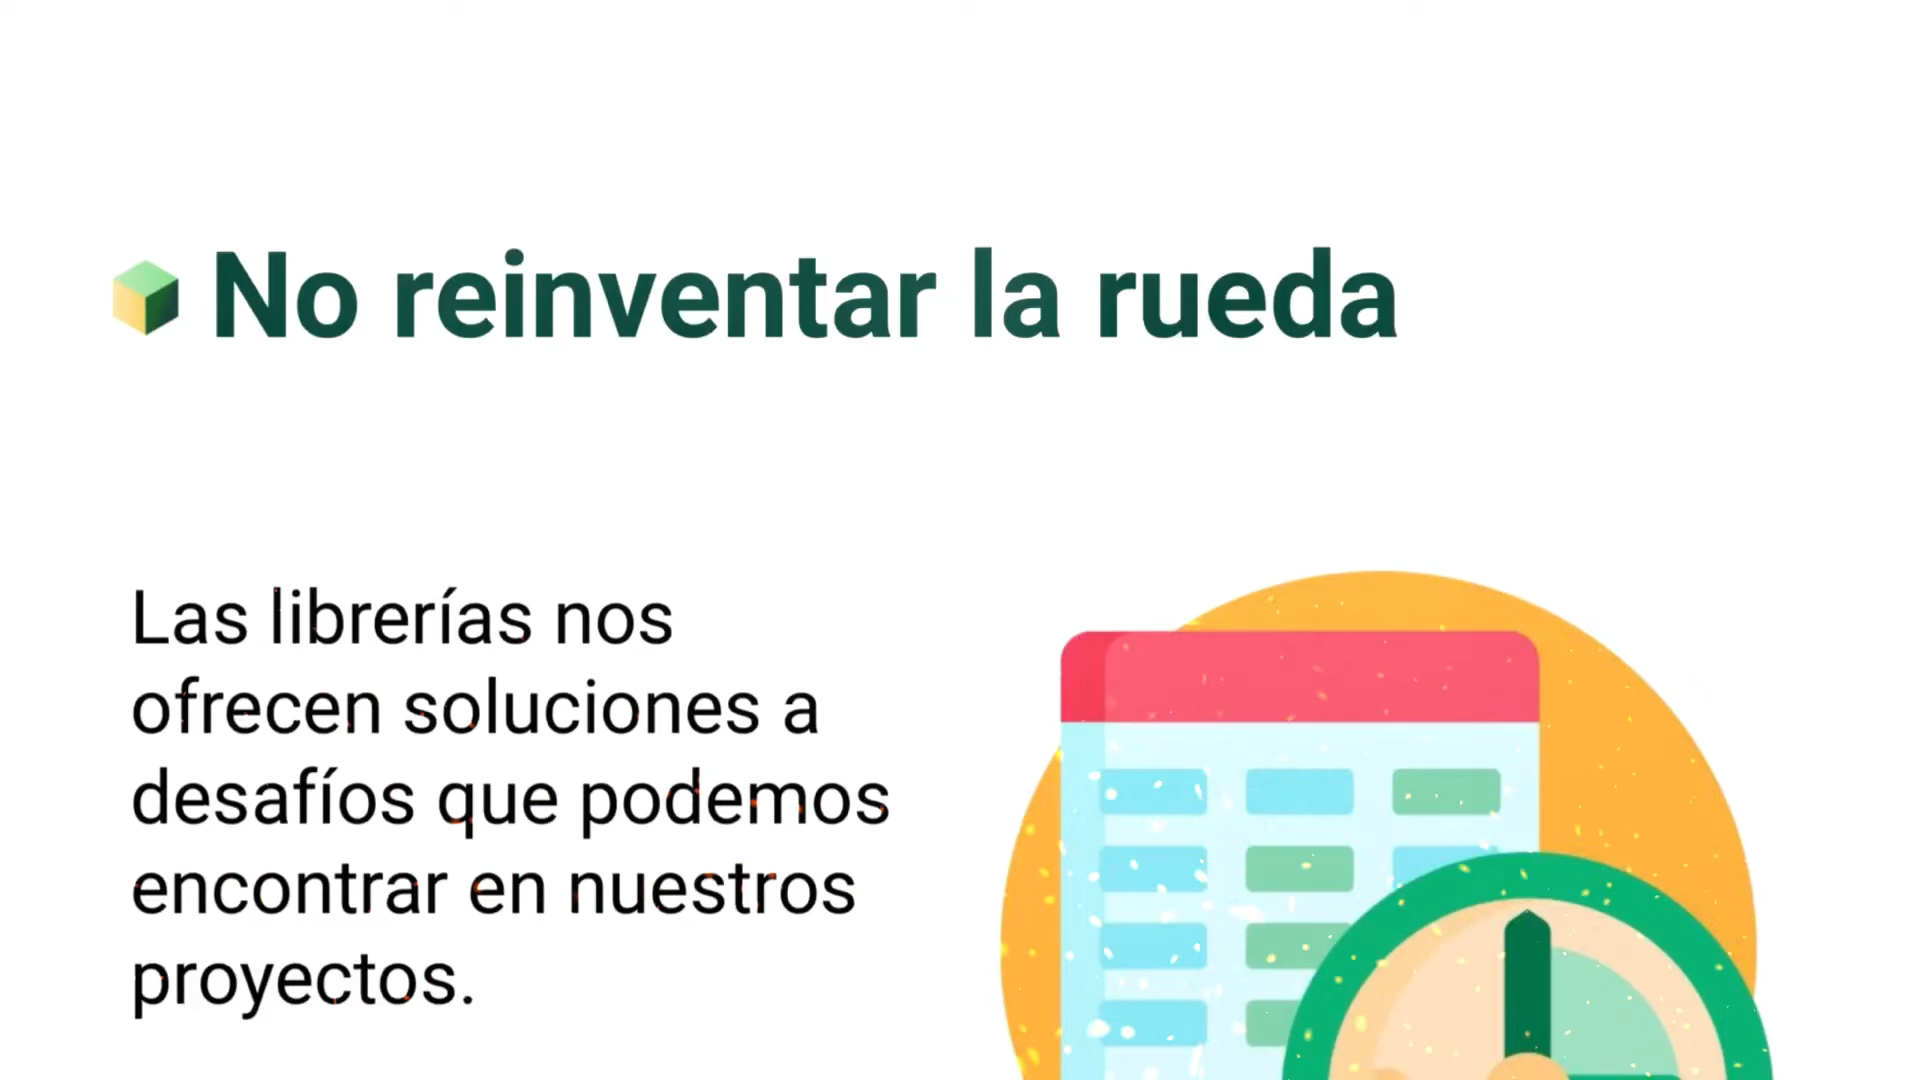 No reinventar la rueda
Las librerías nos
ofrecen soluciones a
desafíos que podemos
encontrar en nuestros
proyectos.